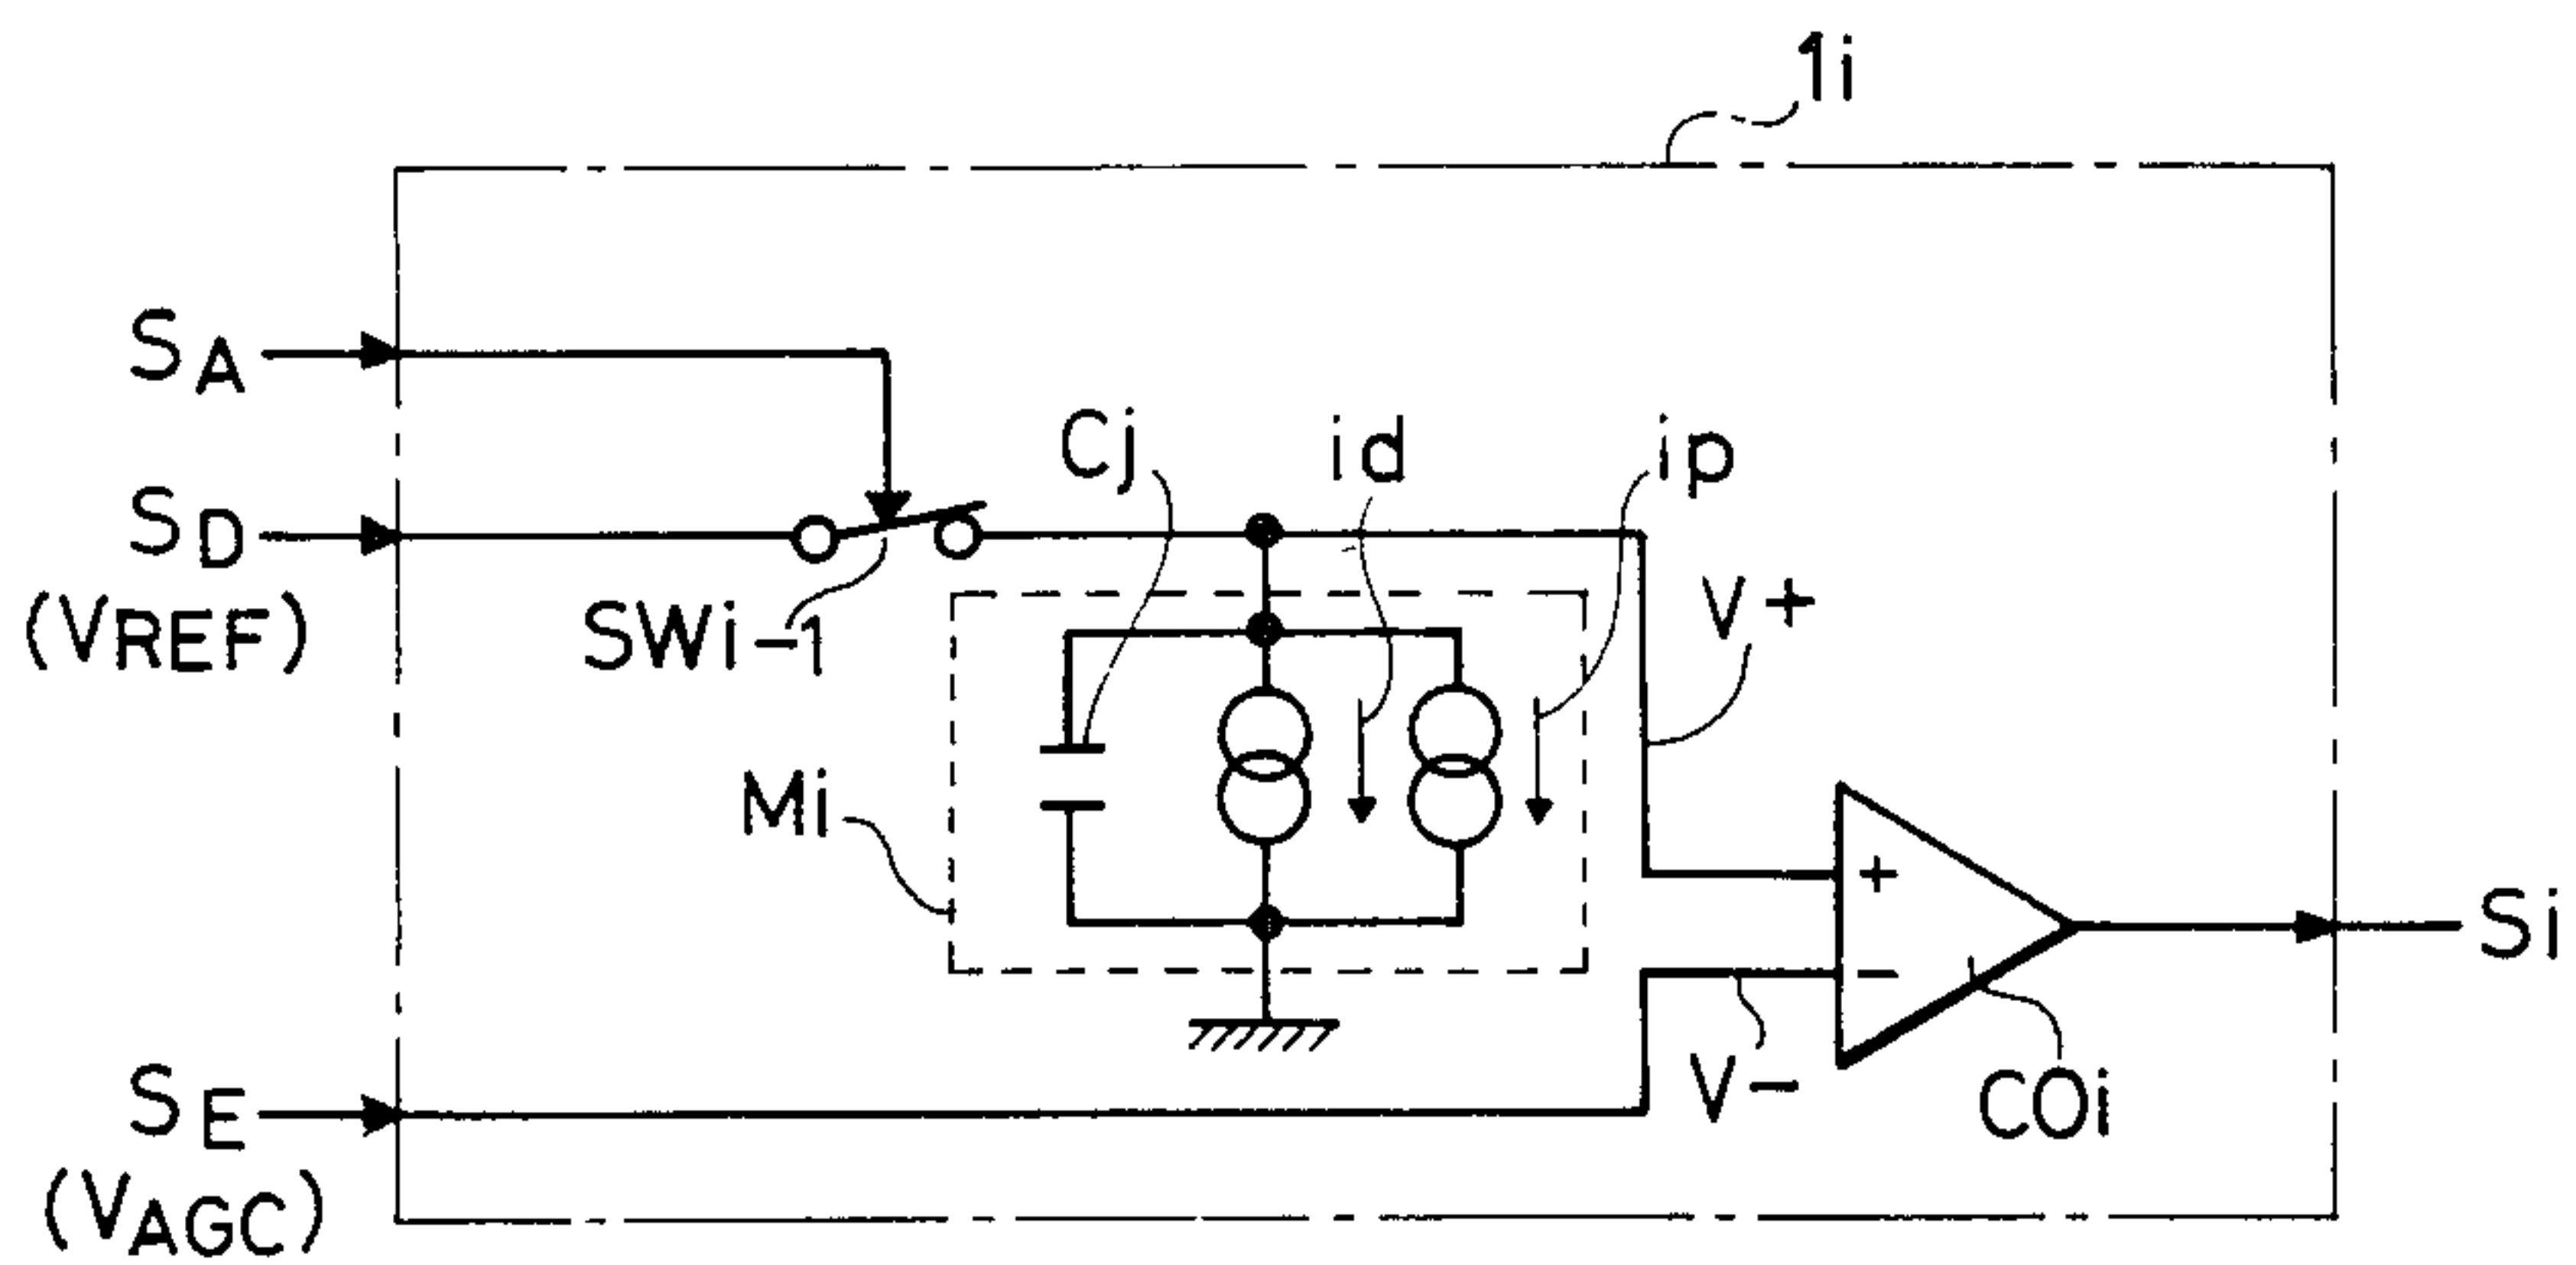 1i
SA
Cj id ip
SD
(VREF)
SWi-1
V+
Mi
+
Si
−
V−
COi
SE
(VAGC)